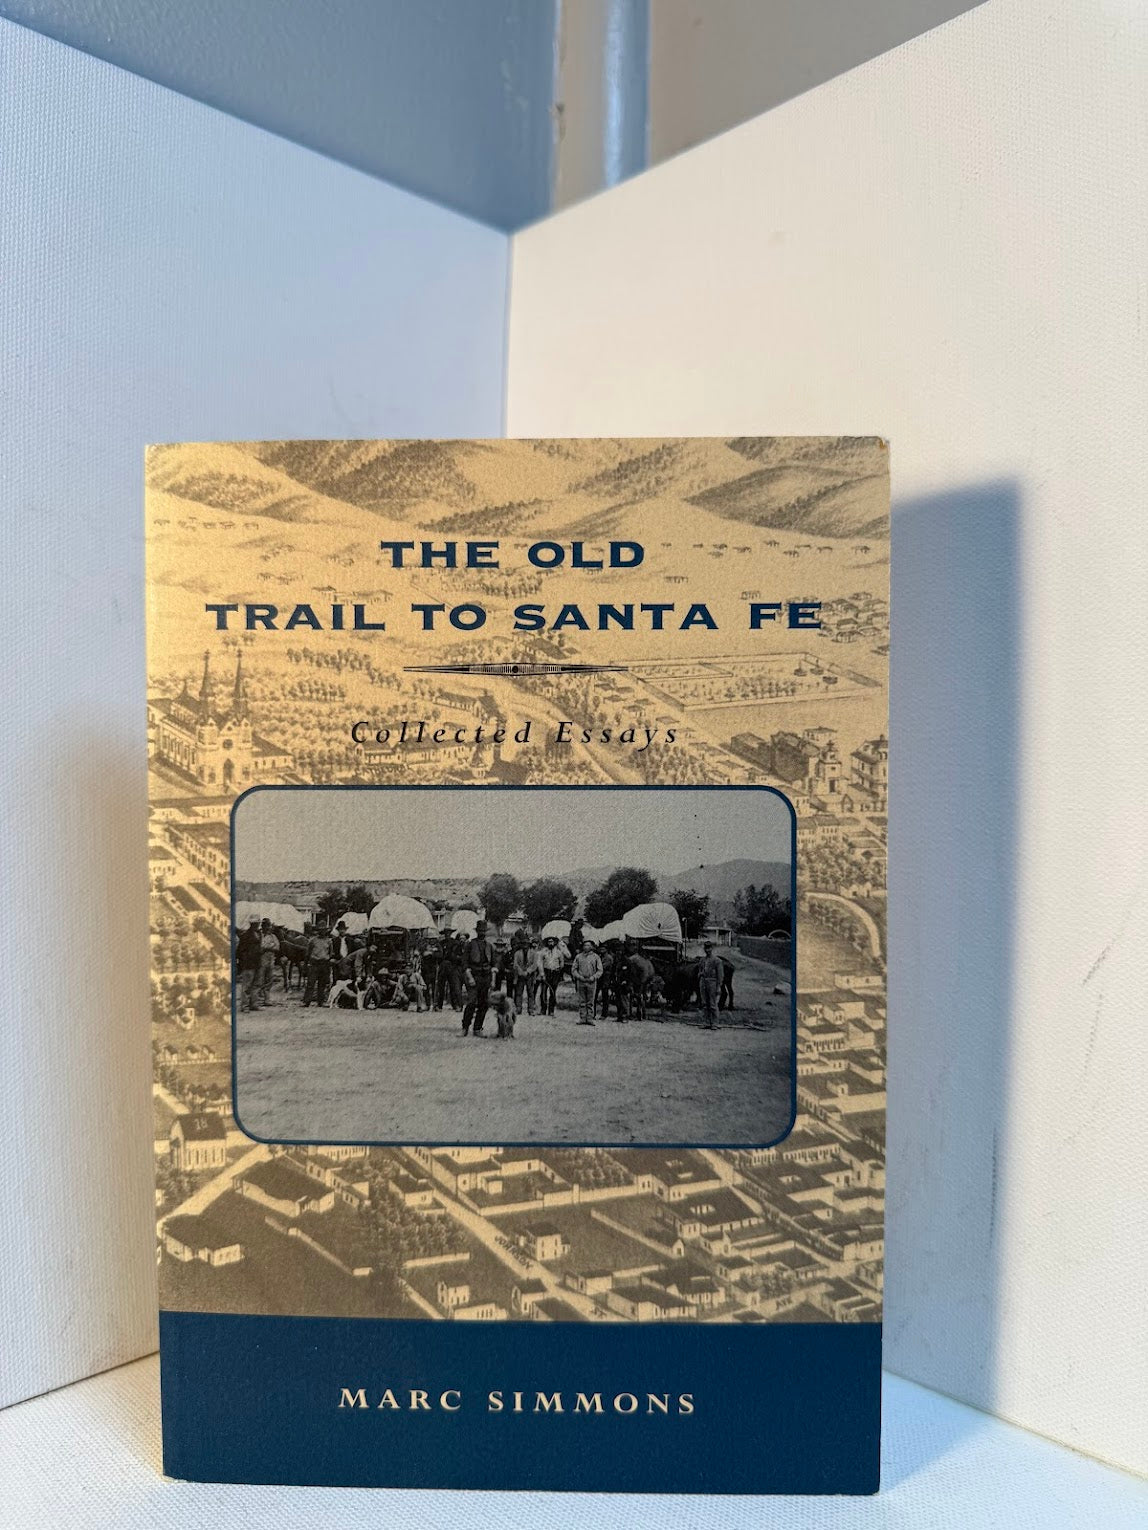 THE OLD
TRAIL TO SANTA FE
Collected Essays
MARC SIMMONS